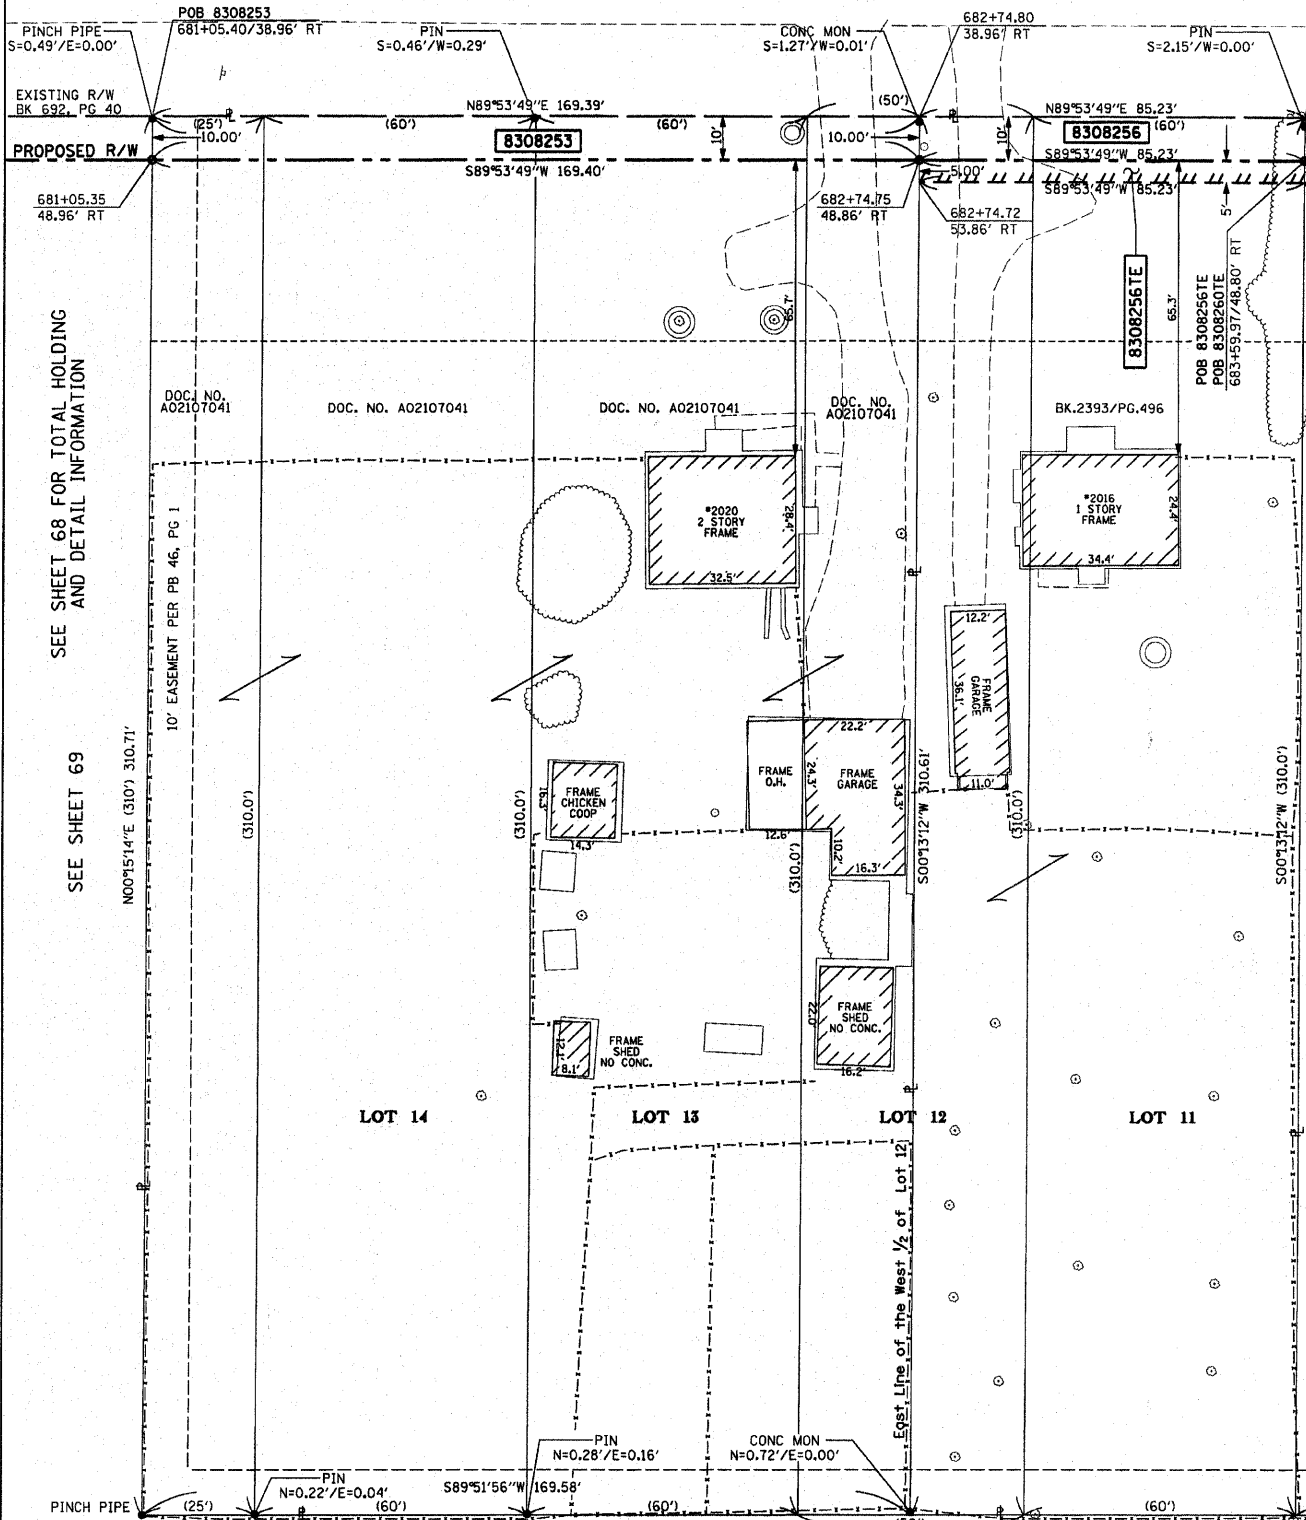 POB 8308253
681+05.40/38.96' RT
PINCH PIPE
S=0.49'/E=0.00'
PIN
S=0.46'/W=0.29'
CONC MON
S=1.27'/W=0.01'
682+74.80
38.96' RT
PIN
S=2.15'/W=0.00'
EXISTING R/W
BK 692, PG 40
(25')
10.00'
(60')
N89°53'49"E 169.39'
8308253
(60')
10'
(50')
10.00'
10'
N89°53'49"E 85.23'
8308256
(60')
PROPOSED R/W
S89°53'49"W 169.40'
S89°53'49"W 85.23'
5.00'
S89°53'49"W 85.23'
5'
681+05.35
48.96' RT
682+74.75
48.86' RT
682+74.72
53.86' RT
8308256TE
POB 8308256TE
POB 8308260TE
683+59.97/48.80' RT
65.7'
65.3'
SEE SHEET 68 FOR TOTAL HOLDING
AND DETAIL INFORMATION
SEE SHEET 69
DOC. NO.
A02107041
DOC. NO. A02107041
DOC. NO. A02107041
DOC. NO.
A02107041
BK.2393/PG.496
10' EASEMENT PER PB 46, PG 1
*2020
2 STORY
FRAME
28.4'
32.5'
*2016
1 STORY
FRAME
24.4'
34.4'
12.2'
FRAME
GARAGE
36.1'
11.0'
22.2'
FRAME
O.H.
24.3'
FRAME
GARAGE
34.3'
12.6'
10.2'
16.3'
FRAME
CHICKEN
COOP
16.3'
14.3'
N00°15'14"E (310') 310.71'
(310.0')
(310.0')
(310.0')
S00°13'12"W 310.61'
(310.0')
S00°13'12"W (310.0')
FRAME
SHED
NO CONC.
22.0'
16.2'
12.1'
8.1'
FRAME
SHED
NO CONC.
LOT 14
LOT 13
LOT 12
LOT 11
East Line of the West 1/2 of Lot 12
PIN
N=0.28'/E=0.16'
CONC MON
N=0.72'/E=0.00'
PIN
N=0.22'/E=0.04'
S89°51'56"W 169.58'
PINCH PIPE
(25')
(60')
(60')
(60')